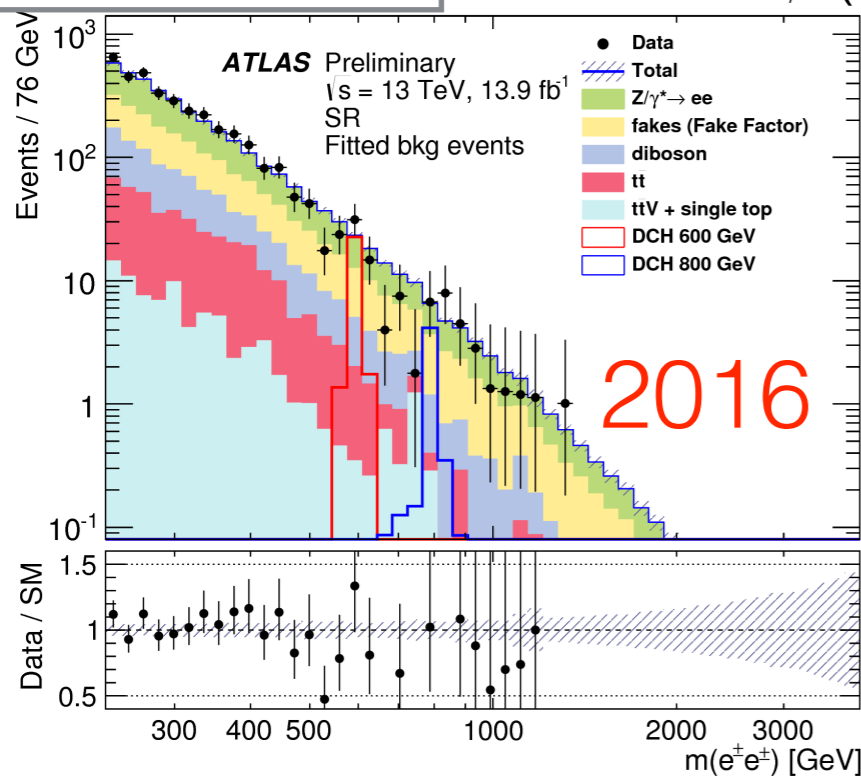 10³
10²
10
1
10⁻¹
Events / 76 GeV
ATLAS Preliminary
√s = 13 TeV, 13.9 fb⁻¹
SR
Fitted bkg events
Data
Total
Z/γ*→ ee
fakes (Fake Factor)
diboson
tt̄
ttV + single top
DCH 600 GeV
DCH 800 GeV
2016
Data / SM
1.5
1
0.5
300 400 500 1000 2000 3000
m(e±e±) [GeV]